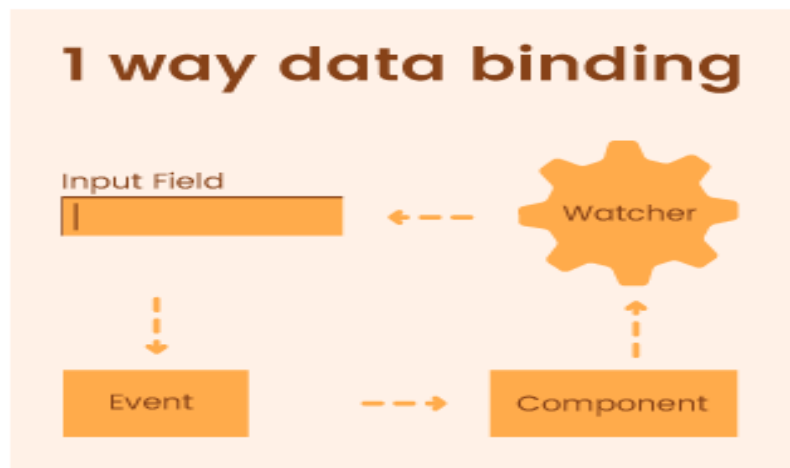 1 way data binding
Input Field
Watcher
Event
Component